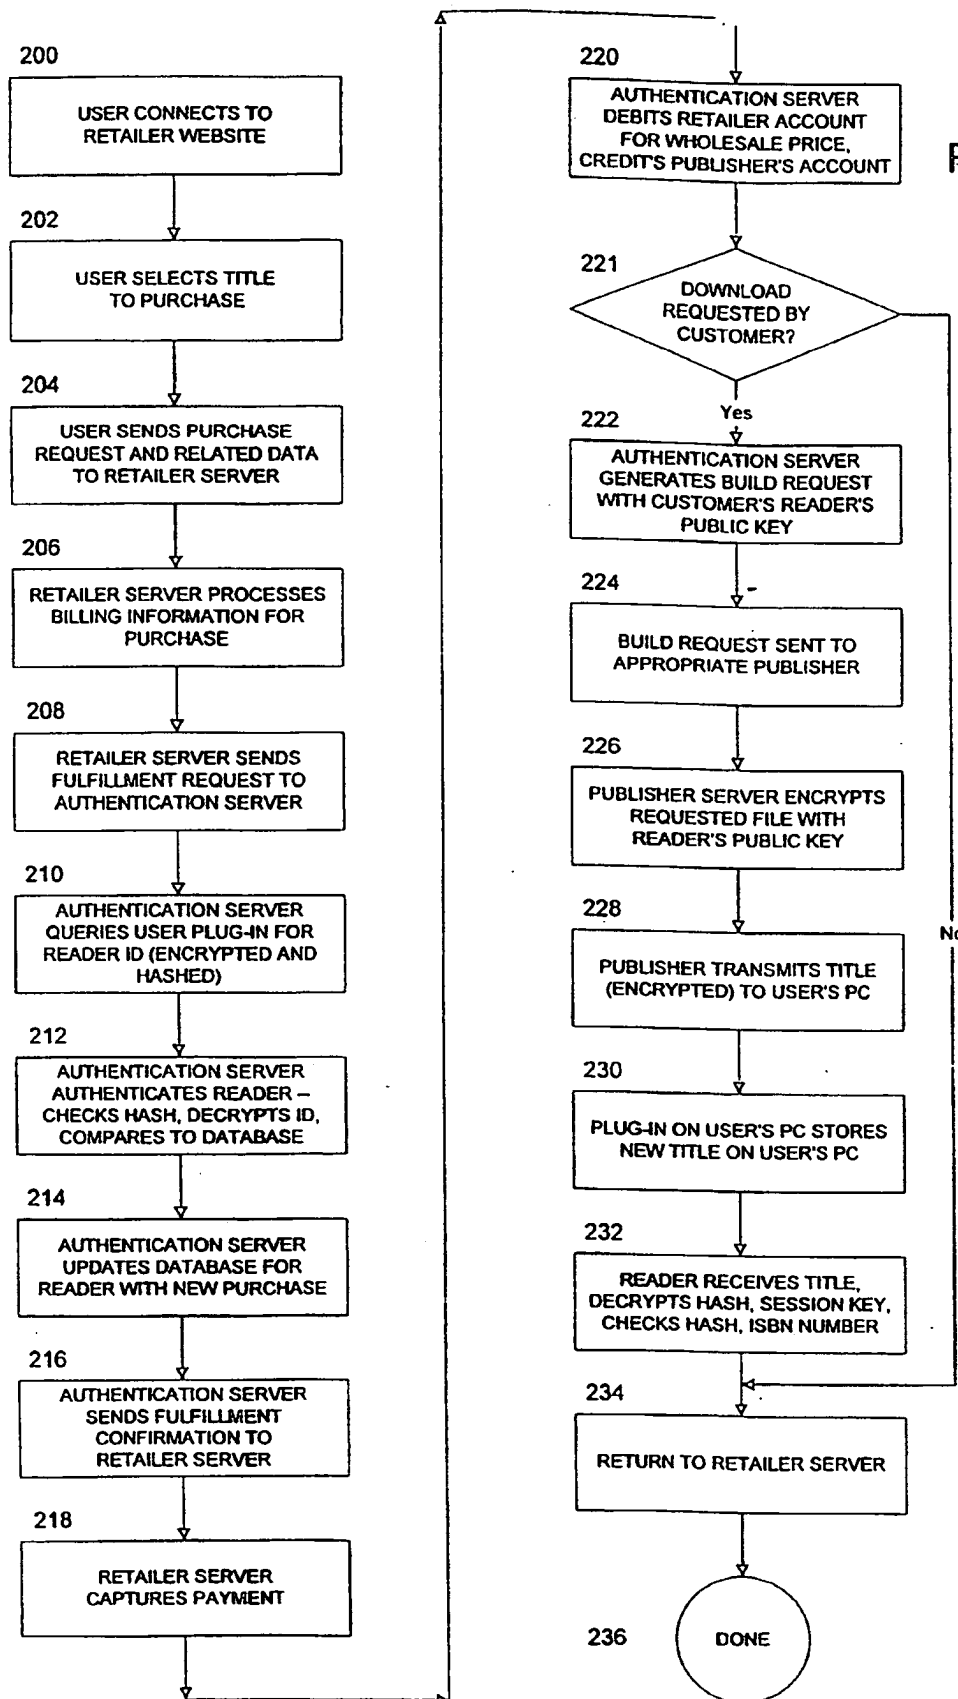 200
USER CONNECTS TO
RETAILER WEBSITE
202
USER SELECTS TITLE
TO PURCHASE
204
USER SENDS PURCHASE
REQUEST AND RELATED DATA
TO RETAILER SERVER
206
RETAILER SERVER PROCESSES
BILLING INFORMATION FOR
PURCHASE
208
RETAILER SERVER SENDS
FULFILLMENT REQUEST TO
AUTHENTICATION SERVER
210
AUTHENTICATION SERVER
QUERIES USER PLUG-IN FOR
READER ID (ENCRYPTED AND
HASHED)
212
AUTHENTICATION SERVER
AUTHENTICATES READER –
CHECKS HASH, DECRYPTS ID,
COMPARES TO DATABASE
214
AUTHENTICATION SERVER
UPDATES DATABASE FOR
READER WITH NEW PURCHASE
216
AUTHENTICATION SERVER
SENDS FULFILLMENT
CONFIRMATION TO
RETAILER SERVER
218
RETAILER SERVER
CAPTURES PAYMENT
220
AUTHENTICATION SERVER
DEBITS RETAILER ACCOUNT
FOR WHOLESALE PRICE,
CREDIT'S PUBLISHER'S ACCOUNT
221
DOWNLOAD
REQUESTED BY
CUSTOMER?
Yes
222
AUTHENTICATION SERVER
GENERATES BUILD REQUEST
WITH CUSTOMER'S READER'S
PUBLIC KEY
224
BUILD REQUEST SENT TO
APPROPRIATE PUBLISHER
226
PUBLISHER SERVER ENCRYPTS
REQUESTED FILE WITH
READER'S PUBLIC KEY
228
No
PUBLISHER TRANSMITS TITLE
(ENCRYPTED) TO USER'S PC
230
PLUG-IN ON USER'S PC STORES
NEW TITLE ON USER'S PC
232
READER RECEIVES TITLE,
DECRYPTS HASH, SESSION KEY,
CHECKS HASH, ISBN NUMBER
234
RETURN TO RETAILER SERVER
236
DONE